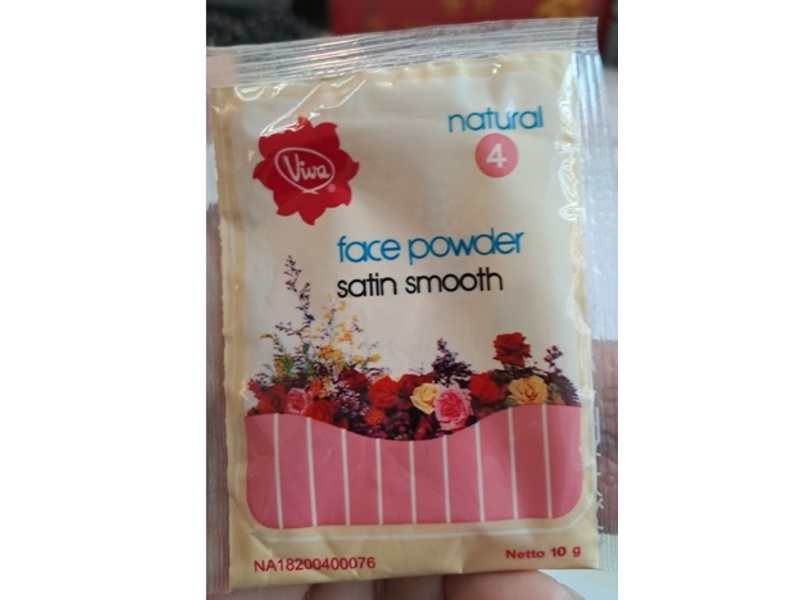 natural
4
Viva
®
face powder
satin smooth
NA18200400076
Netto 10 g